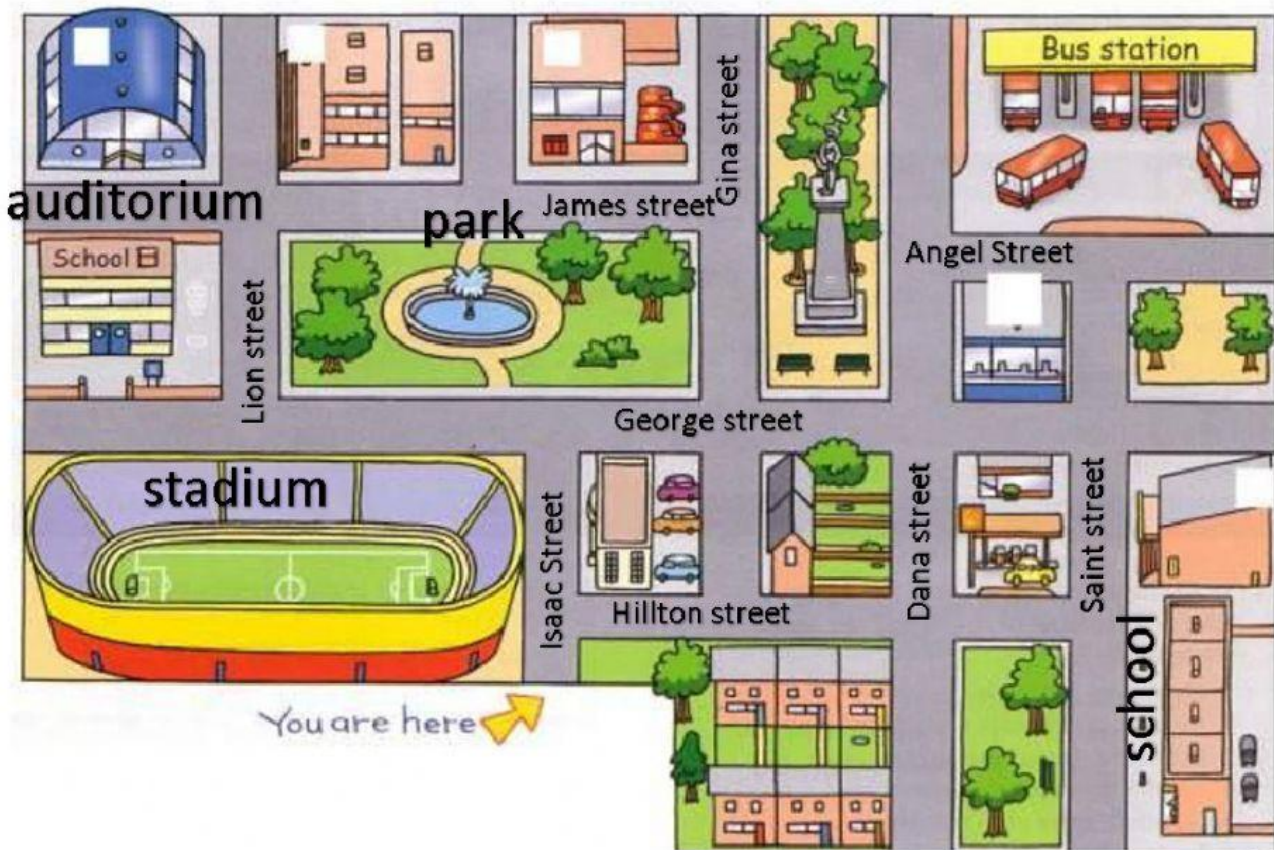 Bus station
Gina street
auditorium
park
James street
School
Angel Street
Lion street
George street
stadium
Isaac Street
Dana street
Saint street
Hillton street
- school
You are here